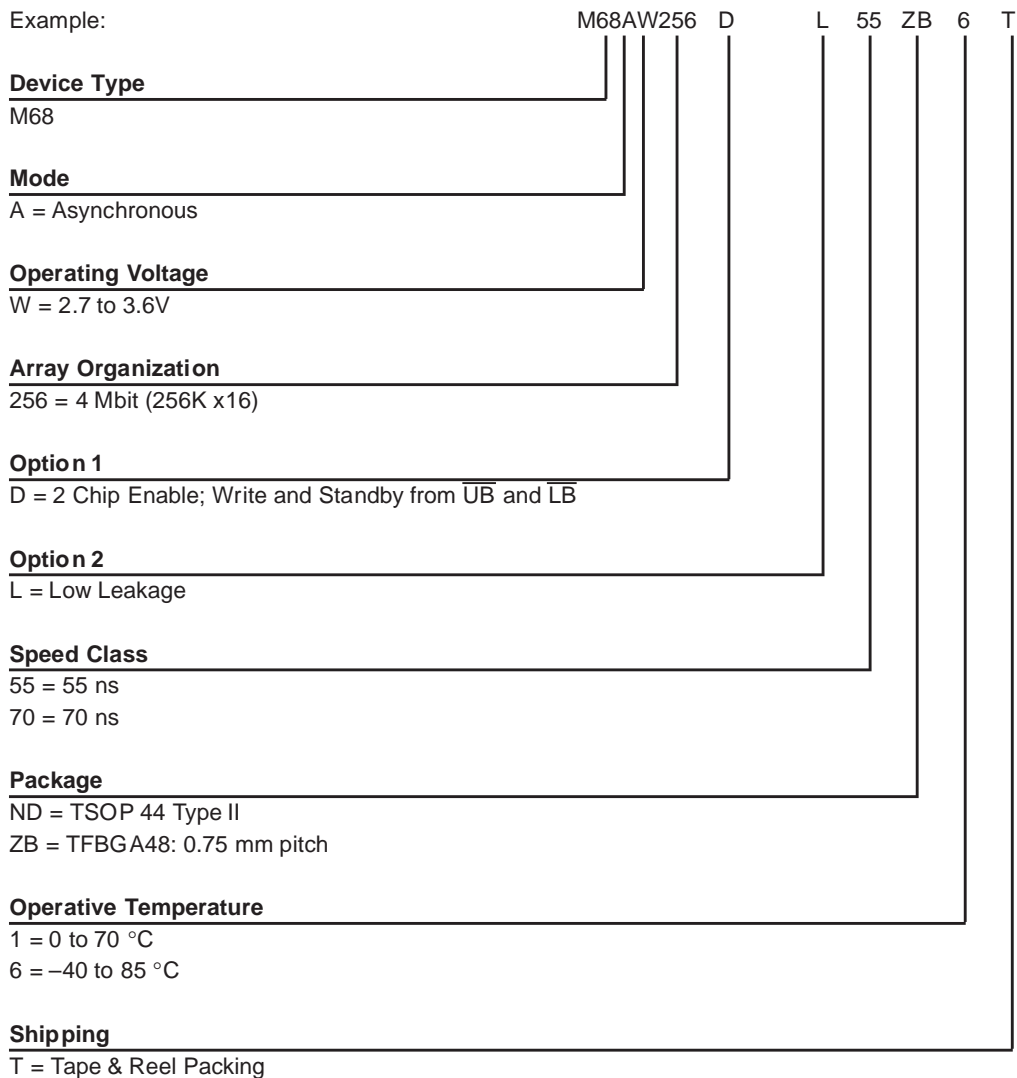 Example: M68AW256 D L 55 ZB 6 T
Device Type
M68
Mode
A = Asynchronous
Operating Voltage
W = 2.7 to 3.6V
Array Organization
256 = 4 Mbit (256K x16)
Option 1
D = 2 Chip Enable; Write and Standby from U̅B̅ and L̅B̅
Option 2
L = Low Leakage
Speed Class
55 = 55 ns
70 = 70 ns
Package
ND = TSOP 44 Type II
ZB = TFBGA48: 0.75 mm pitch
Operative Temperature
1 = 0 to 70 °C
6 = –40 to 85 °C
Shipping
T = Tape & Reel Packing